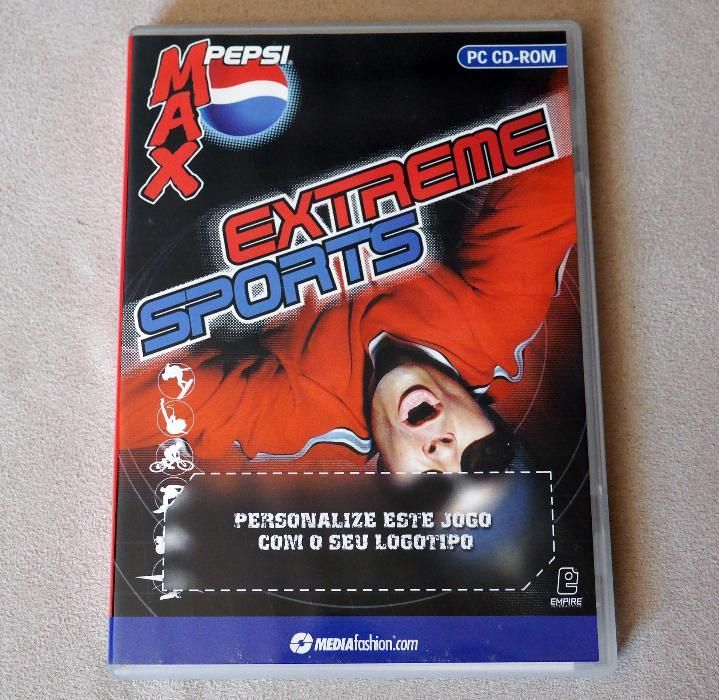 PEPSI
MAX
PC CD-ROM
EXTREME
SPORTS
PERSONALIZE ESTE JOGO
COM O SEU LOGOTIPO
EMPIRE
MEDIAfashion.com